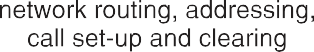 network routing, addressing,
call set-up and clearing